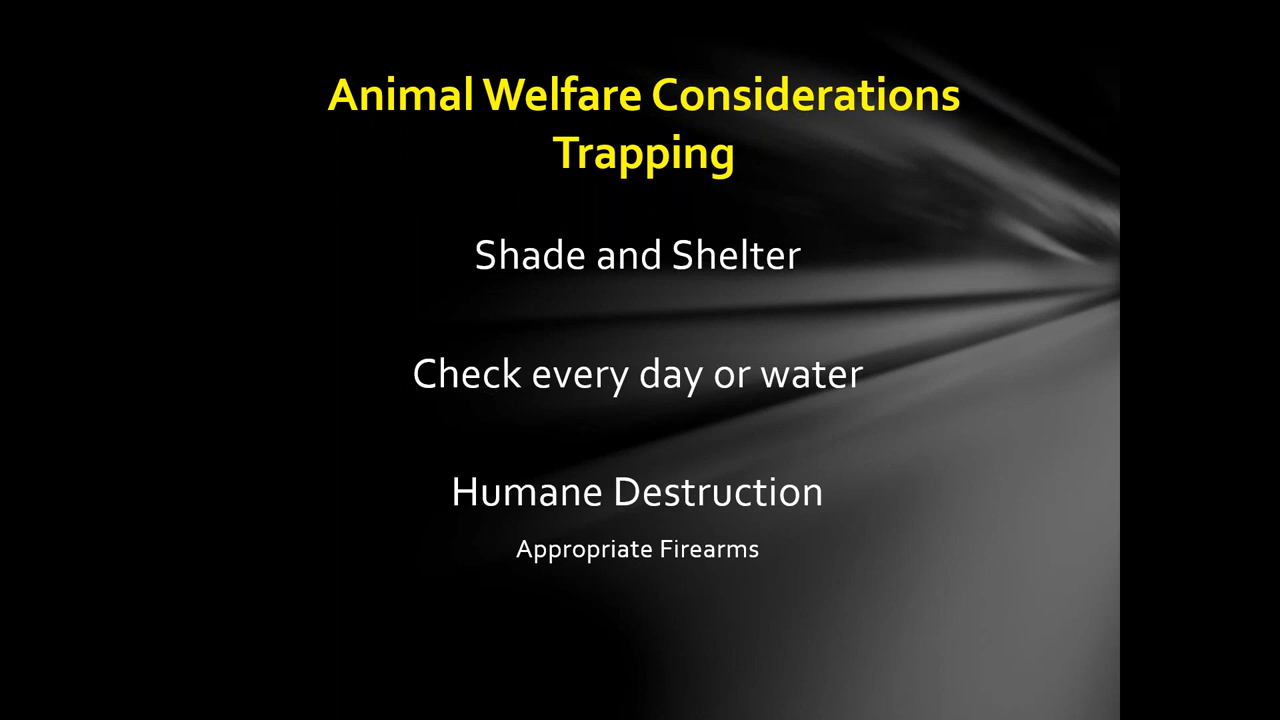 Animal Welfare Considerations
Trapping
Shade and Shelter
Check every day or water
Humane Destruction
Appropriate Firearms